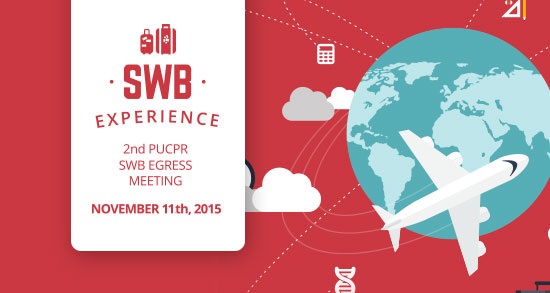 · SWB ·
EXPERIENCE
2nd PUCPR
SWB EGRESS
MEETING
NOVEMBER 11th, 2015